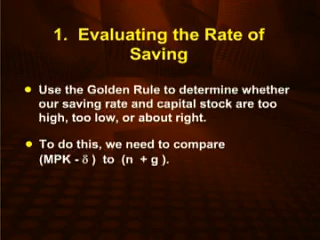 1. Evaluating the Rate of
Saving
Use the Golden Rule to determine whether
our saving rate and capital stock are too
high, too low, or about right.
To do this, we need to compare
(MPK - δ ) to (n + g ).